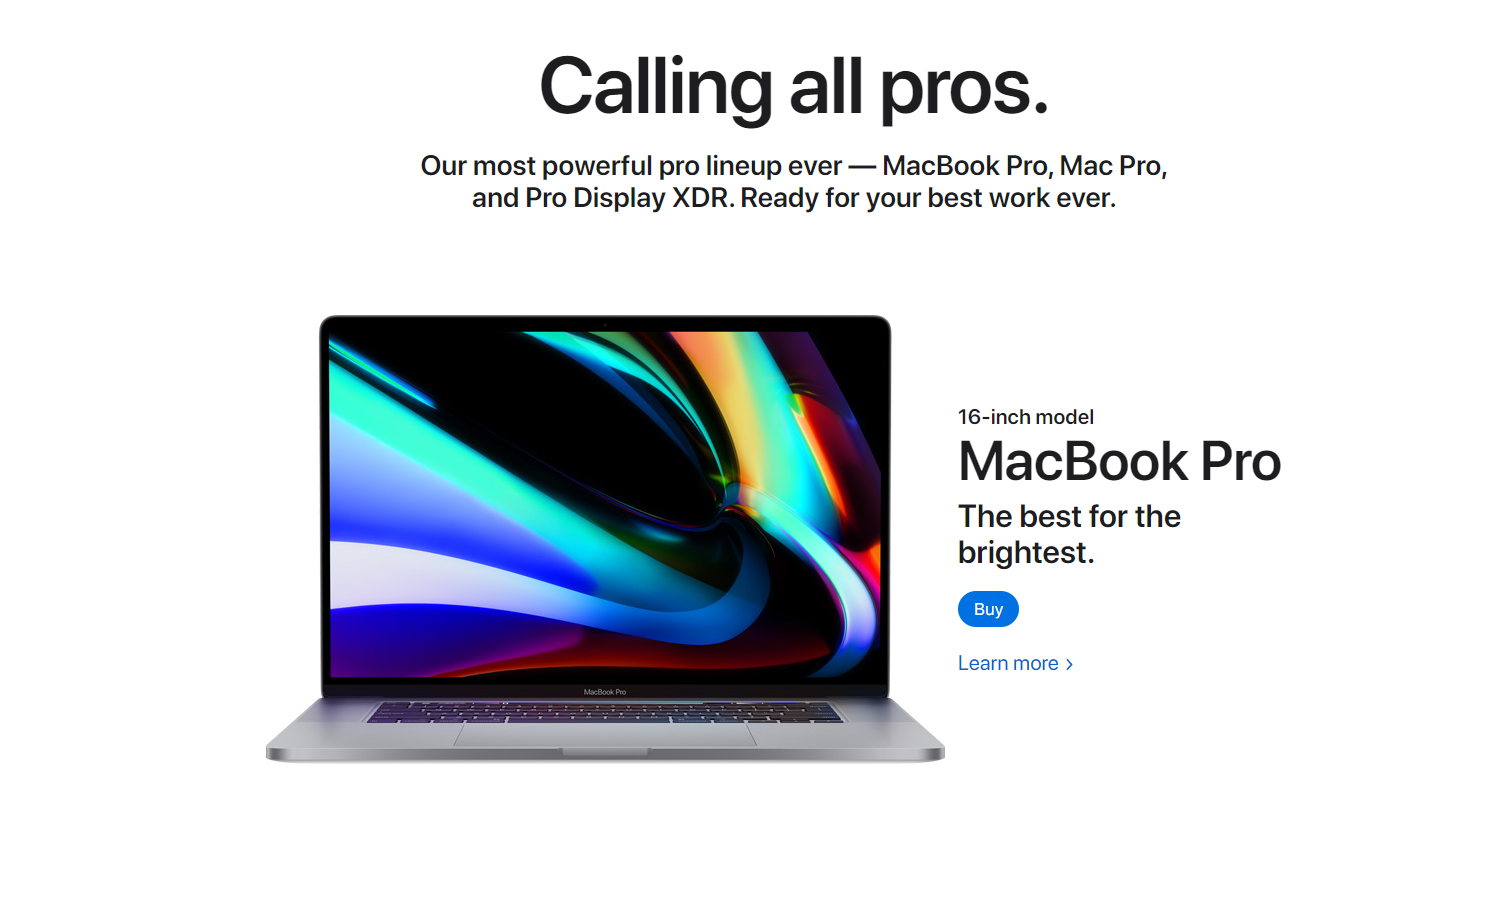 Calling all pros.
Our most powerful pro lineup ever — MacBook Pro, Mac Pro,
and Pro Display XDR. Ready for your best work ever.
16-inch model
MacBook Pro
The best for the
brightest.
Buy
Learn more >
MacBook Pro